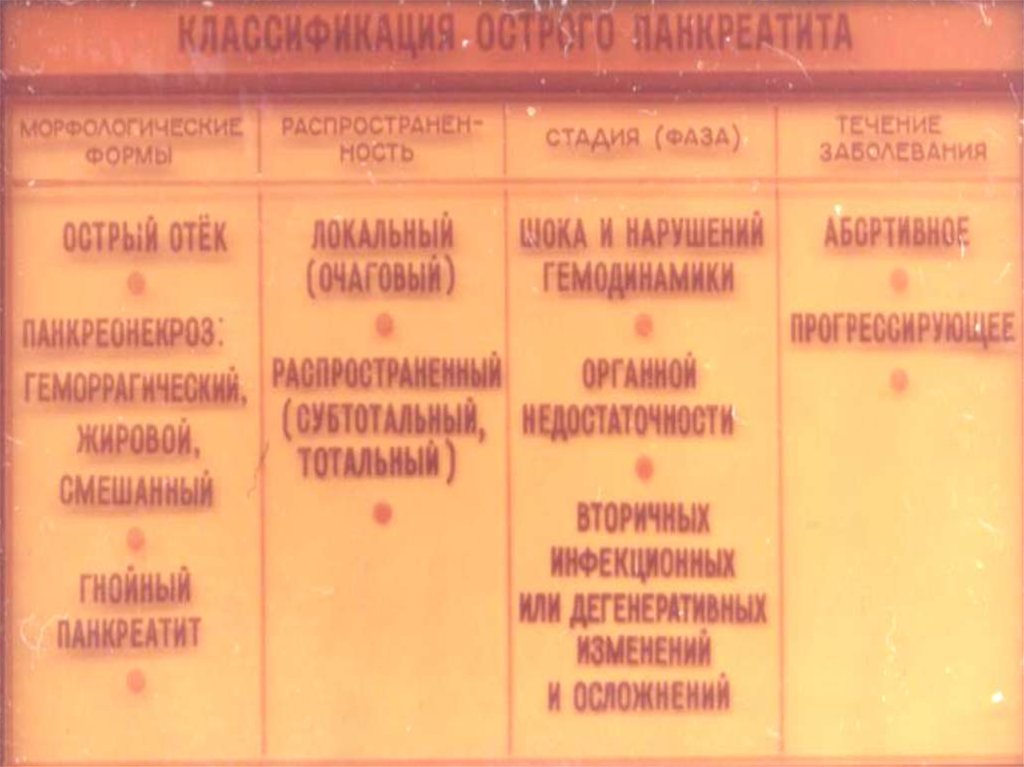 КЛАССИФИКАЦИЯ ОСТРОГО ПАНКРЕАТИТА
МОРФОЛОГИЧЕСКИЕ
ФОРМЫ
ОСТРЫЙ ОТЁК
ПАНКРЕОНЕКРОЗ:
ГЕМОРРАГИЧЕСКИЙ,
ЖИРОВОЙ,
СМЕШАННЫЙ
ГНОЙНЫЙ
ПАНКРЕАТИТ
РАСПРОСТРАНЕН-
НОСТЬ
ЛОКАЛЬНЫЙ
(ОЧАГОВЫЙ)
РАСПРОСТРАНЕННЫЙ
(СУБТОТАЛЬНЫЙ,
ТОТАЛЬНЫЙ)
СТАДИЯ (ФАЗА)
ШОКА И НАРУШЕНИЙ
ГЕМОДИНАМИКИ
ОРГАННОЙ
НЕДОСТАТОЧНОСТИ
ВТОРИЧНЫХ
ИНФЕКЦИОННЫХ
ИЛИ ДЕГЕНЕРАТИВНЫХ
ИЗМЕНЕНИЙ
И ОСЛОЖНЕНИЙ
ТЕЧЕНИЕ
ЗАБОЛЕВАНИЯ
АБОРТИВНОЕ
ПРОГРЕССИРУЮЩЕЕ